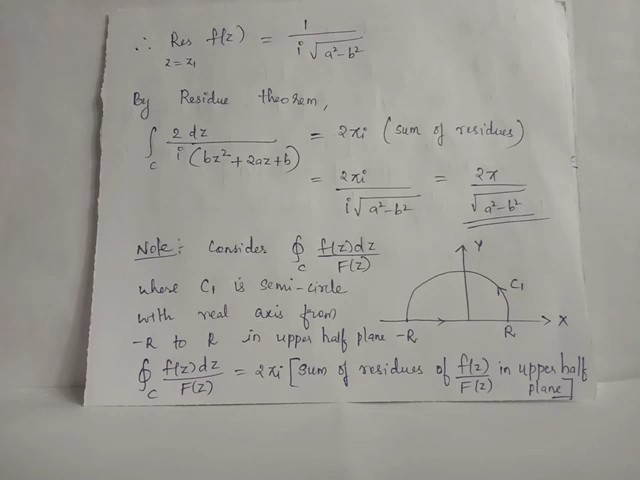 ∴ Res f(z) = 1 / i√(a²-b²)
z=z₁
By Residue theorem,
∫_C 2 dz / i(bz²+2az+b) = 2πi (sum of residues)
= 2πi / i√(a²-b²) = 2π / √(a²-b²)
Note: Consider ∮_C f(z)dz / F(z)
where C₁ is semi-circle
with real axis from
-R to R in upper half plane
Y
C₁
-R R X
∮_C f(z)dz / F(z) = 2πi [sum of residues of f(z)/F(z) in upper half
plane]